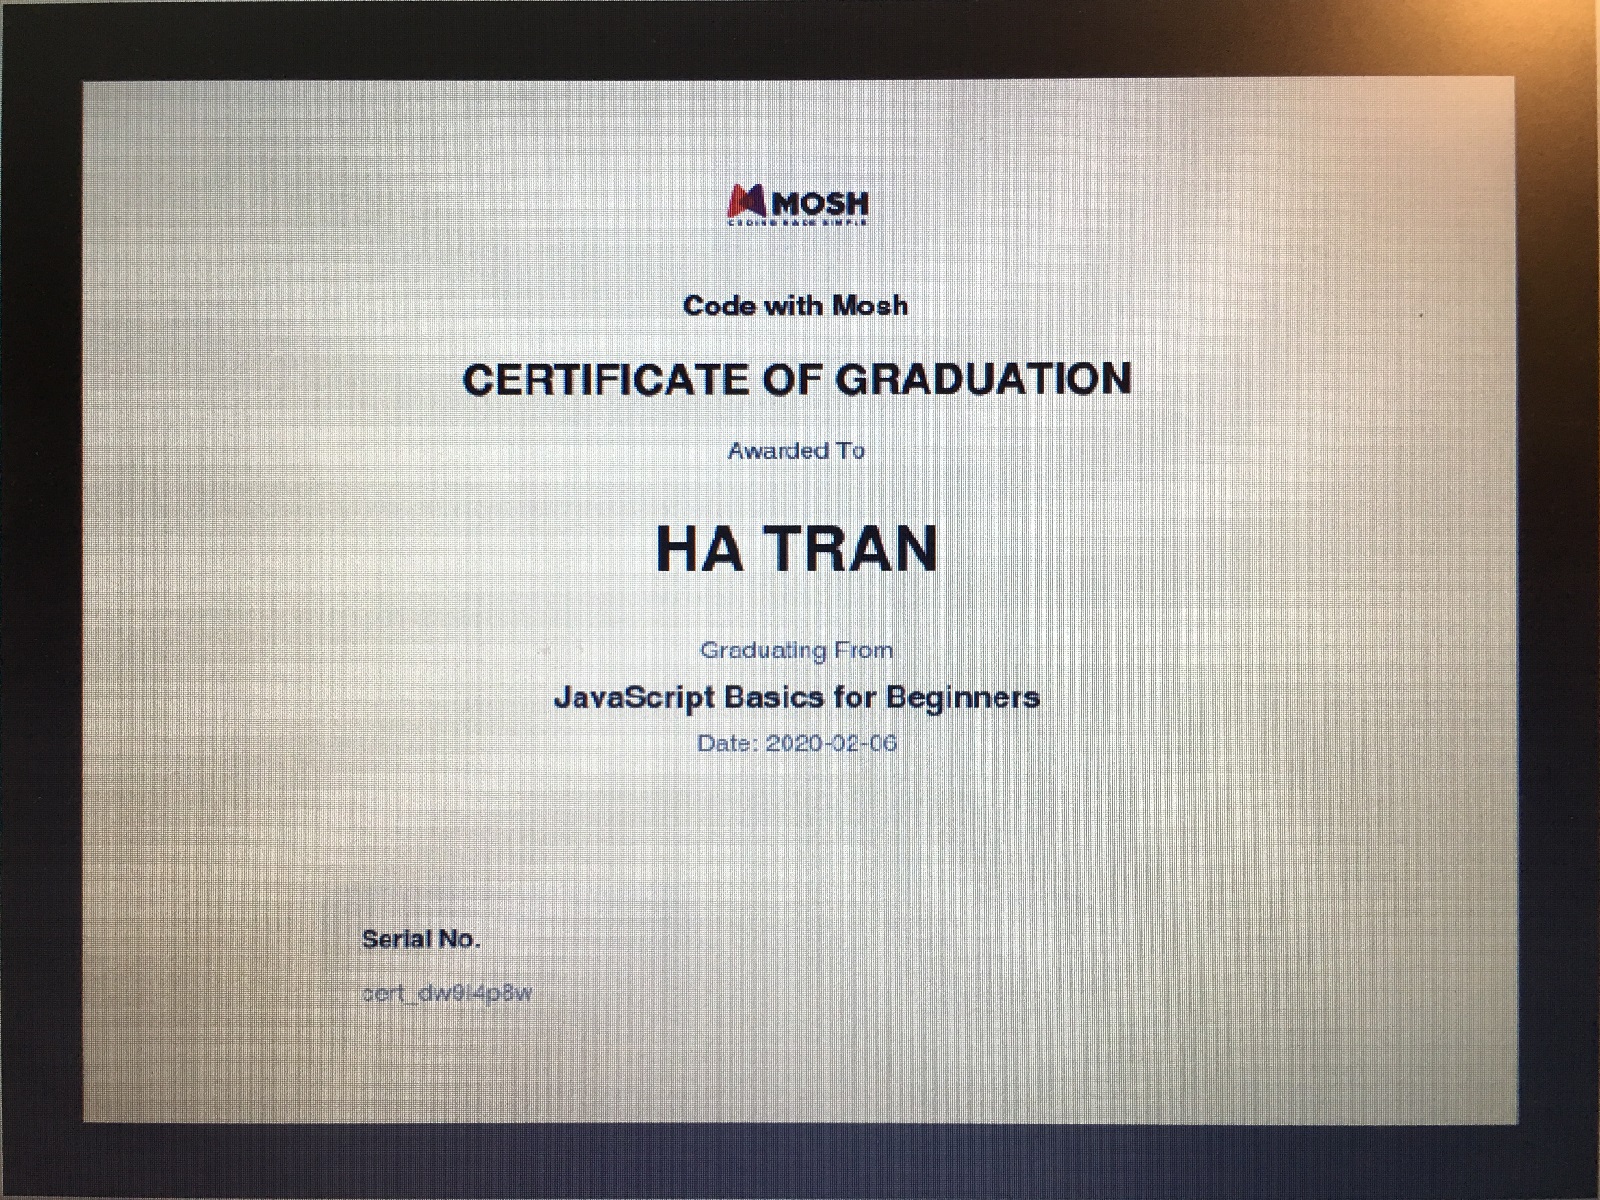 MOSH
CODING MADE SIMPLE
Code with Mosh
CERTIFICATE OF GRADUATION
Awarded To
HA TRAN
Graduating From
JavaScript Basics for Beginners
Date: 2020-02-06
Serial No.